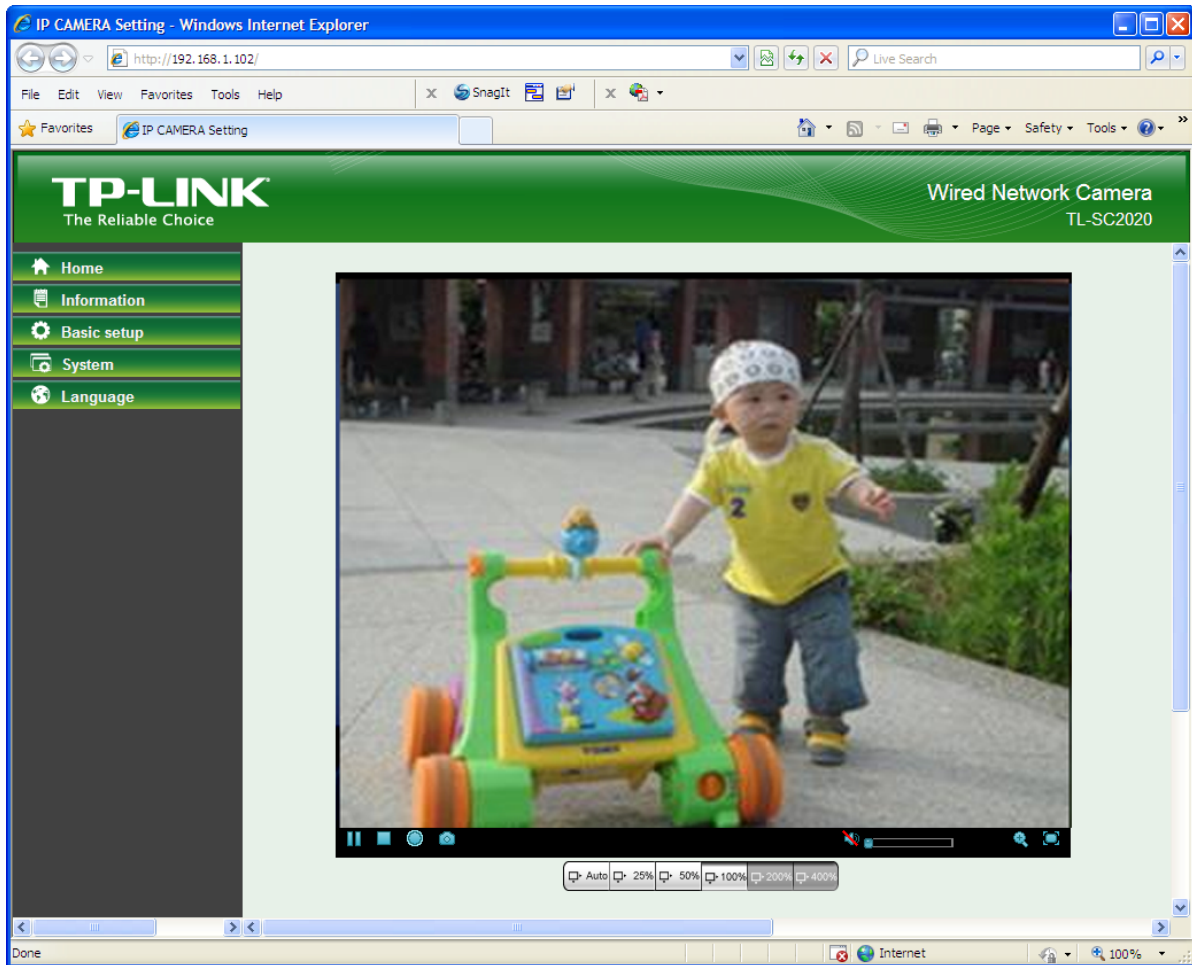 IP CAMERA Setting - Windows Internet Explorer
http://192.168.1.102/
Live Search
File Edit View Favorites Tools Help
x SnagIt
x
Favorites
IP CAMERA Setting
Page Safety Tools »
TP-LINK
The Reliable Choice
Wired Network Camera
TL-SC2020
Home
Information
Basic setup
System
Language
2
Auto 25% 50% 100% 200% 400%
Done
Internet
100%